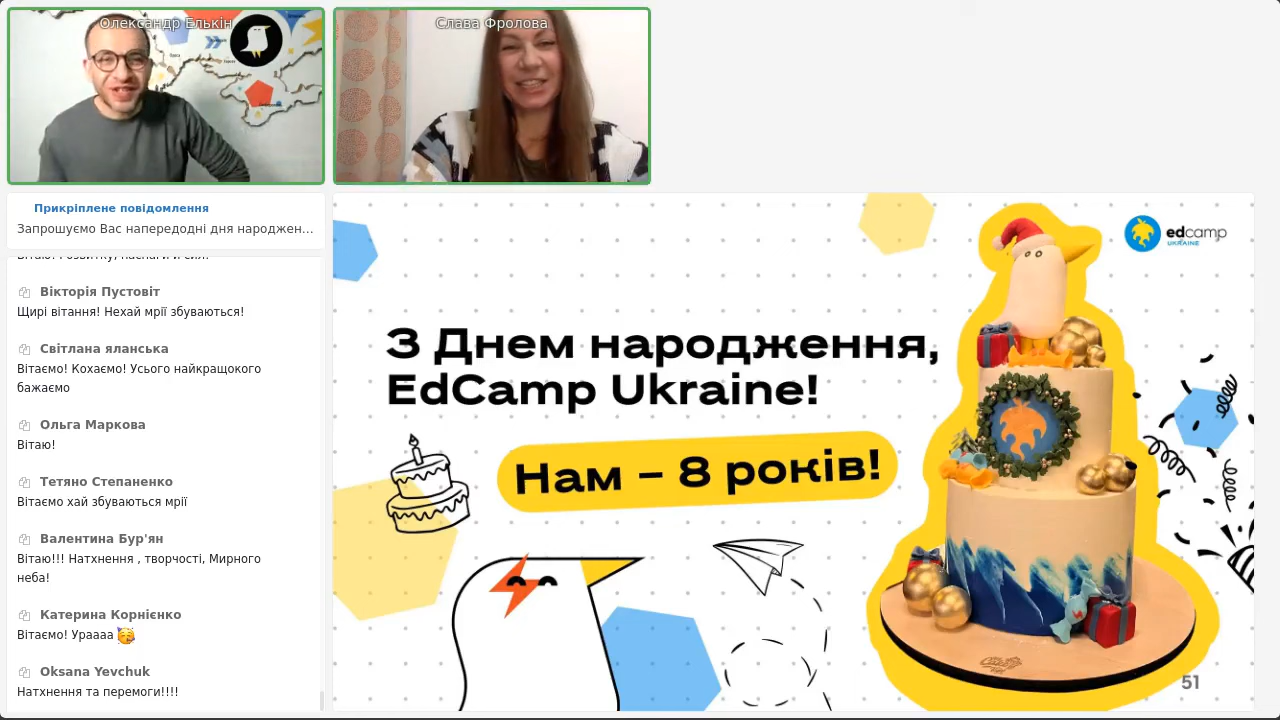 Олександр Елькін
Слава Фролова
Прикріплене повідомлення
Запрошуємо Вас напередодні дня народжен...
Вікторія Пустовіт
Щирі вітання! Нехай мрії збуваються!
Світлана яланська
Вітаємо! Кохаємо! Усього найкращокого
бажаємо
Ольга Маркова
Вітаю!
Тетяно Степаненко
Вітаємо хай збуваються мрії
Валентина Бур'ян
Вітаю!!! Натхнення , творчості, Мирного
неба!
Катерина Корнієнко
Вітаємо! Ураааа
Oksana Yevchuk
Натхнення та перемоги!!!!
edcamp
UKRAINE
З Днем народження,
EdCamp Ukraine!
Нам – 8 років!
51